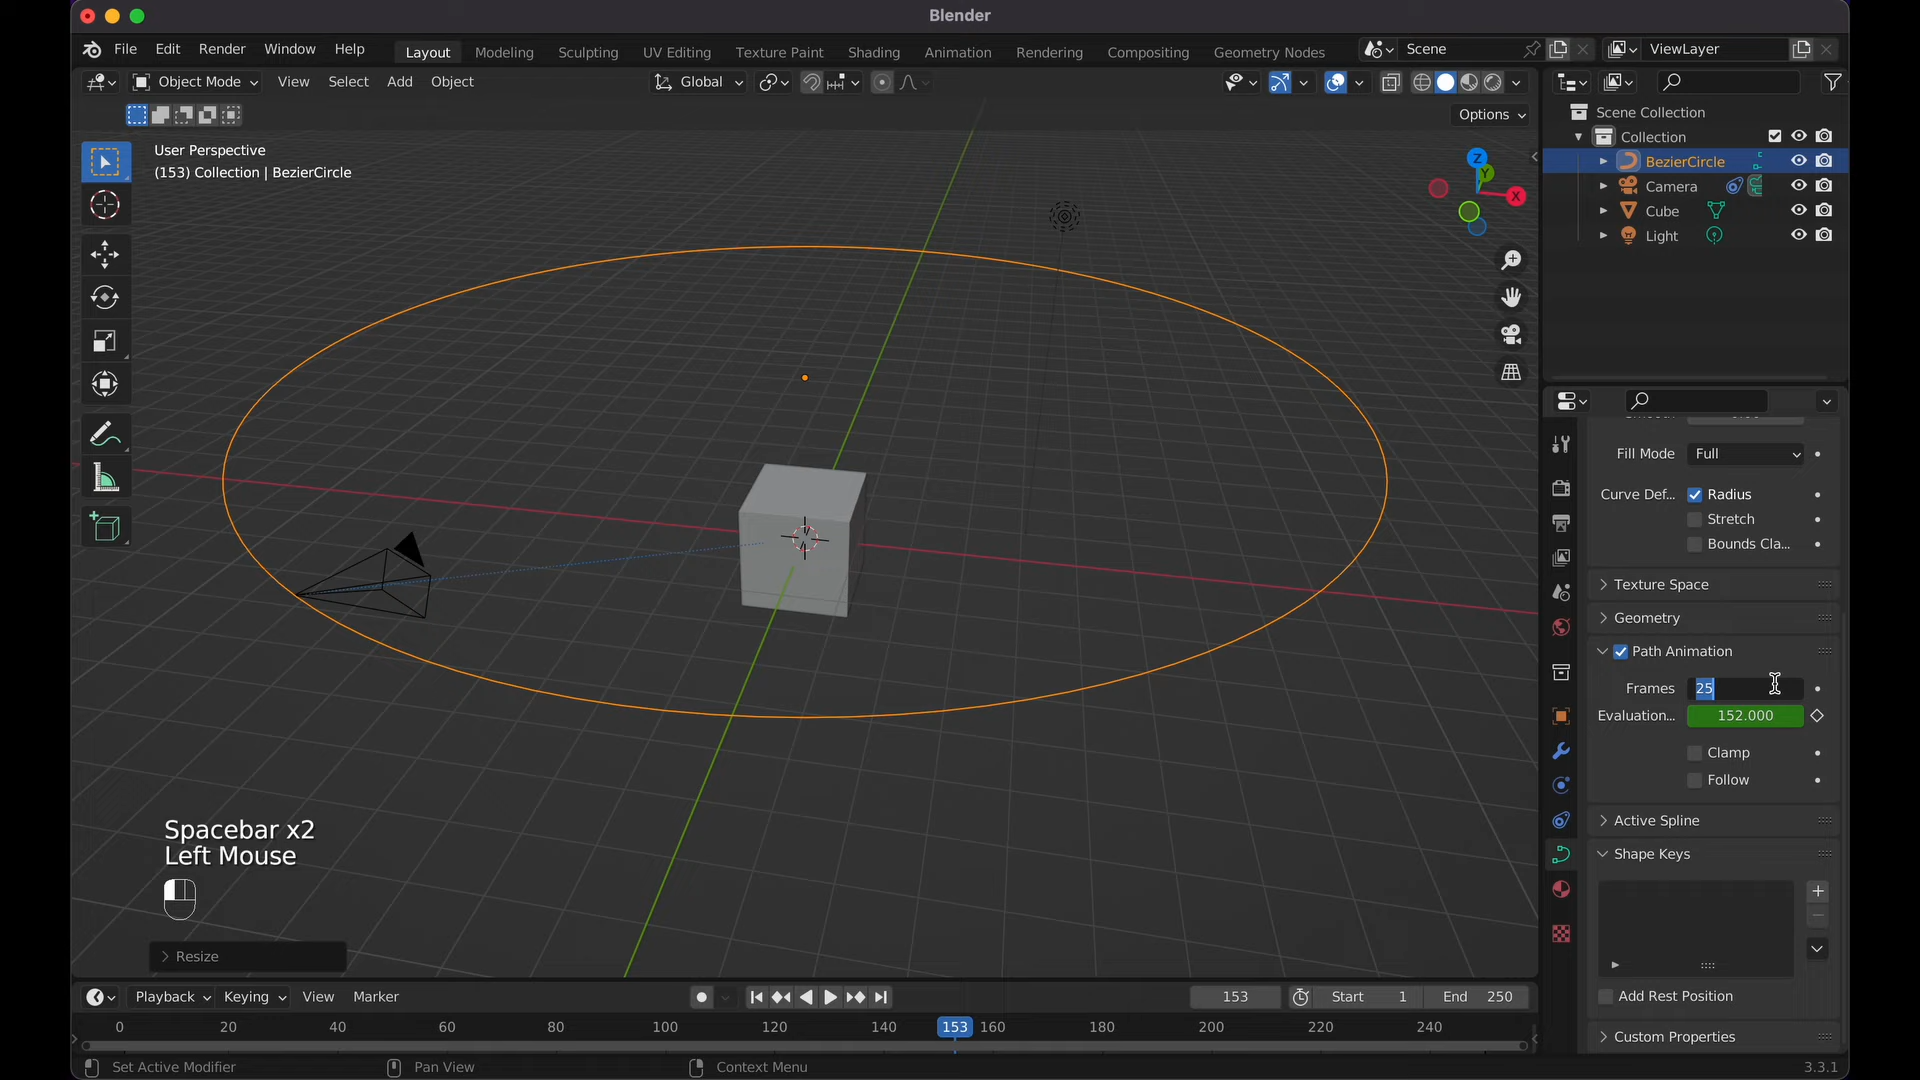 Blender
File Edit Render Window Help
Layout Modeling Sculpting UV Editing Texture Paint Shading Animation Rendering Compositing Geometry Nodes
Scene
ViewLayer
Object Mode View Select Add Object
Global
Options
User Perspective
(153) Collection | BezierCircle
Z
Y
X
Scene Collection
Collection
BezierCircle
Camera
Cube
Light
Fill Mode Full
Curve Def... Radius
Stretch
Bounds Cla...
Texture Space
Geometry
Path Animation
Frames 25
Evaluation... 152.000
Clamp
Follow
Active Spline
Shape Keys
Add Rest Position
Custom Properties
Spacebar x2
Left Mouse
Resize
Playback Keying View Marker
153 Start 1 End 250
0 20 40 60 80 100 120 140 153 160 180 200 220 240
Set Active Modifier Pan View Context Menu 3.3.1